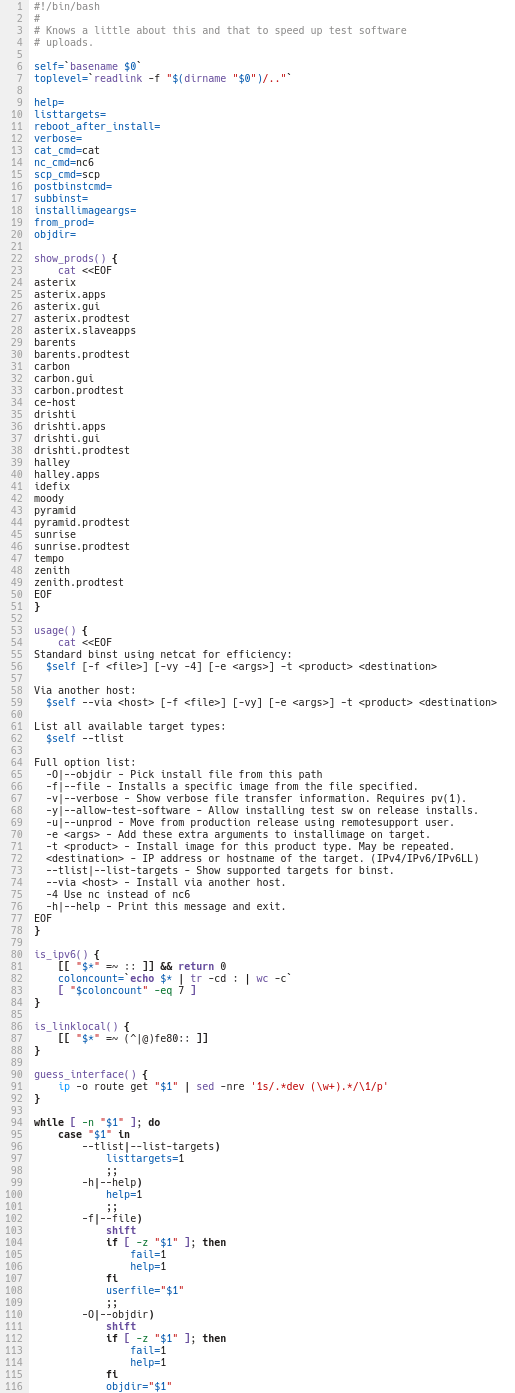 1 #!/bin/bash
2 #
3 # Knows a little about this and that to speed up test software
4 # uploads.
5
6 self=`basename $0`
7 toplevel=`readlink -f "$(dirname "$0")/.."`
8
9 help=
10 listtargets=
11 reboot_after_install=
12 verbose=
13 cat_cmd=cat
14 nc_cmd=nc6
15 scp_cmd=scp
16 postbinstcmd=
17 subbinst=
18 installimageargs=
19 from_prod=
20 objdir=
21
22 show_prods() {
23     cat <<EOF
24 asterix
25 asterix.apps
26 asterix.gui
27 asterix.prodtest
28 asterix.slaveapps
29 barents
30 barents.prodtest
31 carbon
32 carbon.gui
33 carbon.prodtest
34 ce-host
35 drishti
36 drishti.apps
37 drishti.gui
38 drishti.prodtest
39 halley
40 halley.apps
41 idefix
42 moody
43 pyramid
44 pyramid.prodtest
45 sunrise
46 sunrise.prodtest
47 tempo
48 zenith
49 zenith.prodtest
50 EOF
51 }
52
53 usage() {
54     cat <<EOF
55 Standard binst using netcat for efficiency:
56   $self [-f <file>] [-vy -4] [-e <args>] -t <product> <destination>
57
58 Via another host:
59   $self --via <host> [-f <file>] [-vy] [-e <args>] -t <product> <destination>
60
61 List all available target types:
62   $self --tlist
63
64 Full option list:
65   -O|--objdir - Pick install file from this path
66   -f|--file - Installs a specific image from the file specified.
67   -v|--verbose - Show verbose file transfer information. Requires pv(1).
68   -y|--allow-test-software - Allow installing test sw on release installs.
69   -u|--unprod - Move from production release using remotesupport user.
70   -e <args> - Add these extra arguments to installimage on target.
71   -t <product> - Install image for this product type. May be repeated.
72   <destination> - IP address or hostname of the target. (IPv4/IPv6/IPv6LL)
73   --tlist|--list-targets - Show supported targets for binst.
74   --via <host> - Install via another host.
75   -4 Use nc instead of nc6
76   -h|--help - Print this message and exit.
77 EOF
78 }
79
80 is_ipv6() {
81     [[ "$*" =~ :: ]] && return 0
82     coloncount=`echo $* | tr -cd : | wc -c`
83     [ "$coloncount" -eq 7 ]
84 }
85
86 is_linklocal() {
87     [[ "$*" =~ (^|@)fe80:: ]]
88 }
89
90 guess_interface() {
91     ip -o route get "$1" | sed -nre '1s/.*dev (\w+).*/\1/p'
92 }
93
94 while [ -n "$1" ]; do
95     case "$1" in
96         --tlist|--list-targets)
97             listtargets=1
98             ;;
99         -h|--help)
100             help=1
101             ;;
102         -f|--file)
103             shift
104             if [ -z "$1" ]; then
105                 fail=1
106                 help=1
107             fi
108             userfile="$1"
109             ;;
110         -O|--objdir)
111             shift
112             if [ -z "$1" ]; then
113                 fail=1
114                 help=1
115             fi
116             objdir="$1"